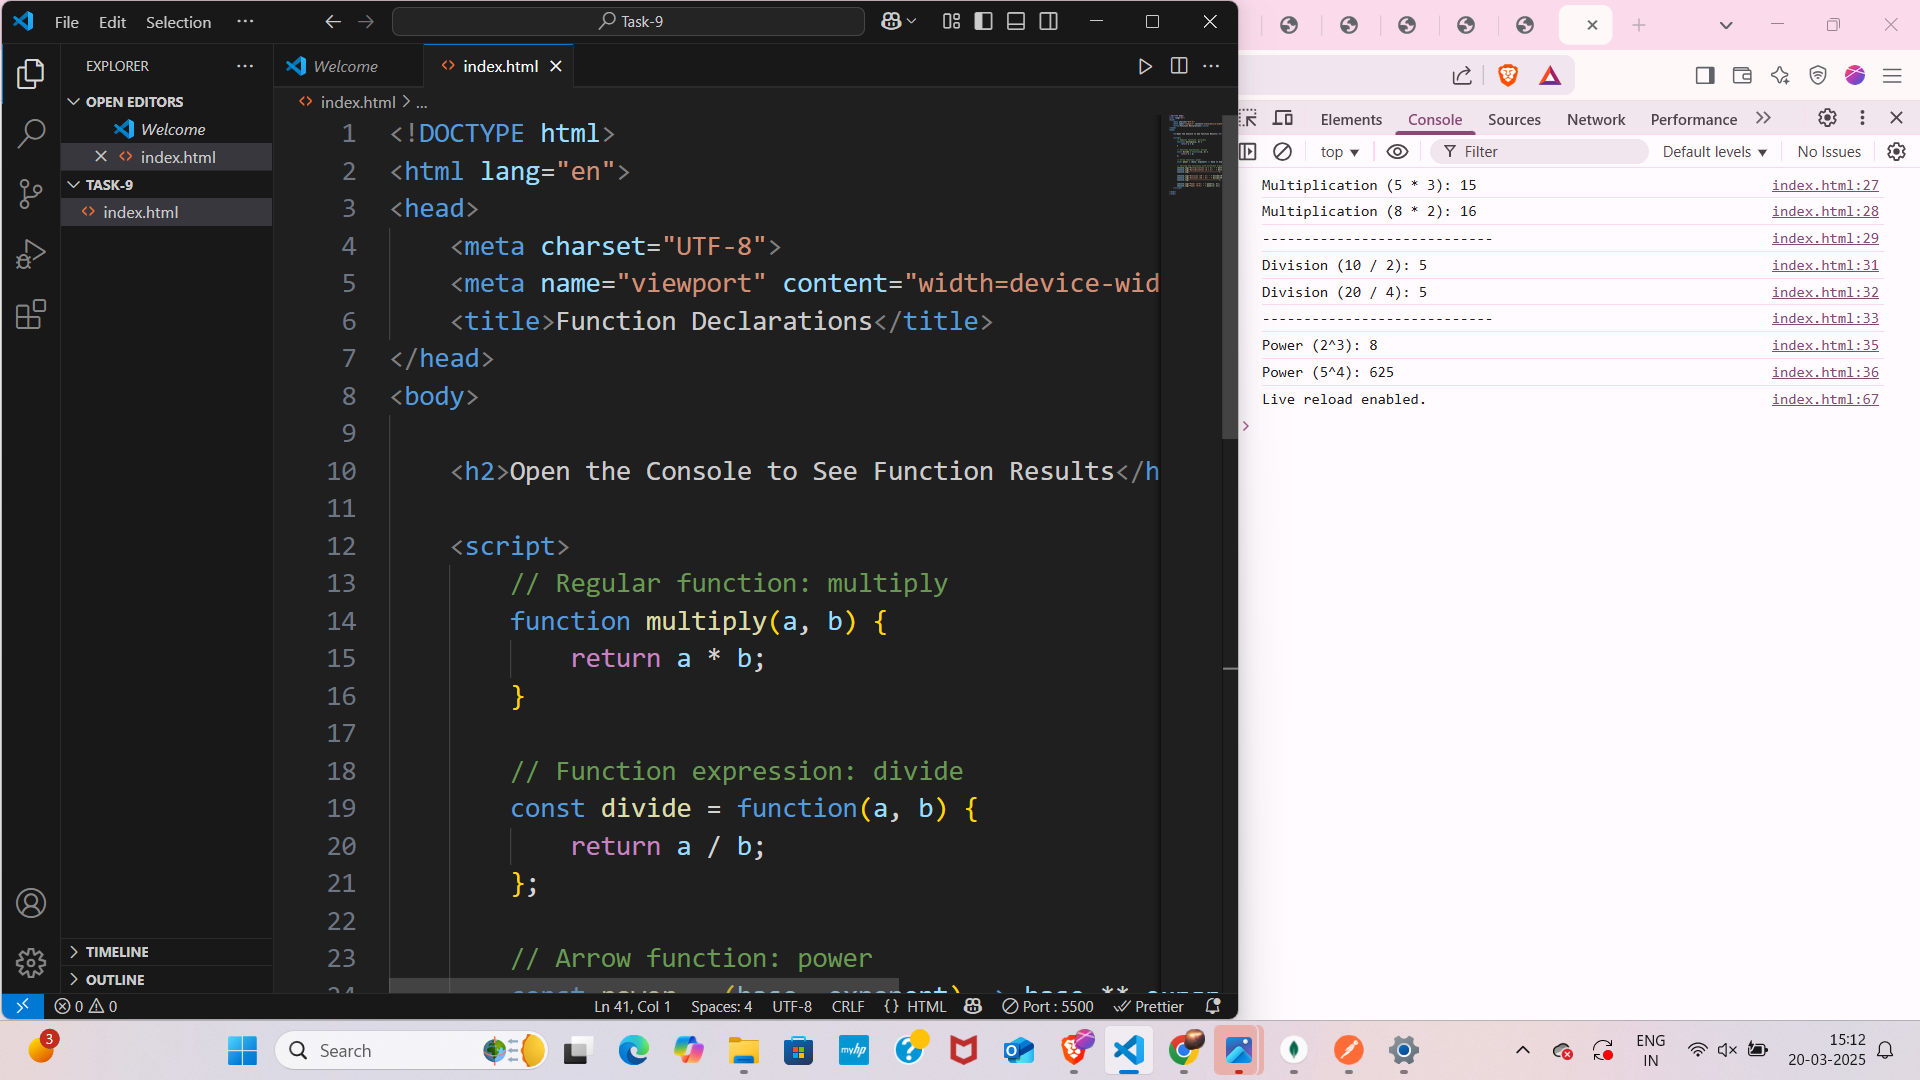 File Edit Selection ···
Task-9
EXPLORER
OPEN EDITORS
Welcome
index.html
TASK-9
index.html
TIMELINE
OUTLINE
Welcome
index.html
index.html > ...
1 <!DOCTYPE html>
2 <html lang="en">
3 <head>
4 <meta charset="UTF-8">
5 <meta name="viewport" content="width=device-wid
6 <title>Function Declarations</title>
7 </head>
8 <body>
9
10 <h2>Open the Console to See Function Results</h
11
12 <script>
13 // Regular function: multiply
14 function multiply(a, b) {
15 return a * b;
16 }
17
18 // Function expression: divide
19 const divide = function(a, b) {
20 return a / b;
21 };
22
23 // Arrow function: power
24 const power = (base, exponent) => base ** expon
0 0
Ln 41, Col 1 Spaces: 4 UTF-8 CRLF {} HTML Port : 5500 Prettier
Elements Console Sources Network Performance
top Filter Default levels No Issues
Multiplication (5 * 3): 15 index.html:27
Multiplication (8 * 2): 16 index.html:28
---------------------------- index.html:29
Division (10 / 2): 5 index.html:31
Division (20 / 4): 5 index.html:32
---------------------------- index.html:33
Power (2^3): 8 index.html:35
Power (5^4): 625 index.html:36
Live reload enabled. index.html:67
3
Search
myhp
ENG
IN
15:12
20-03-2025